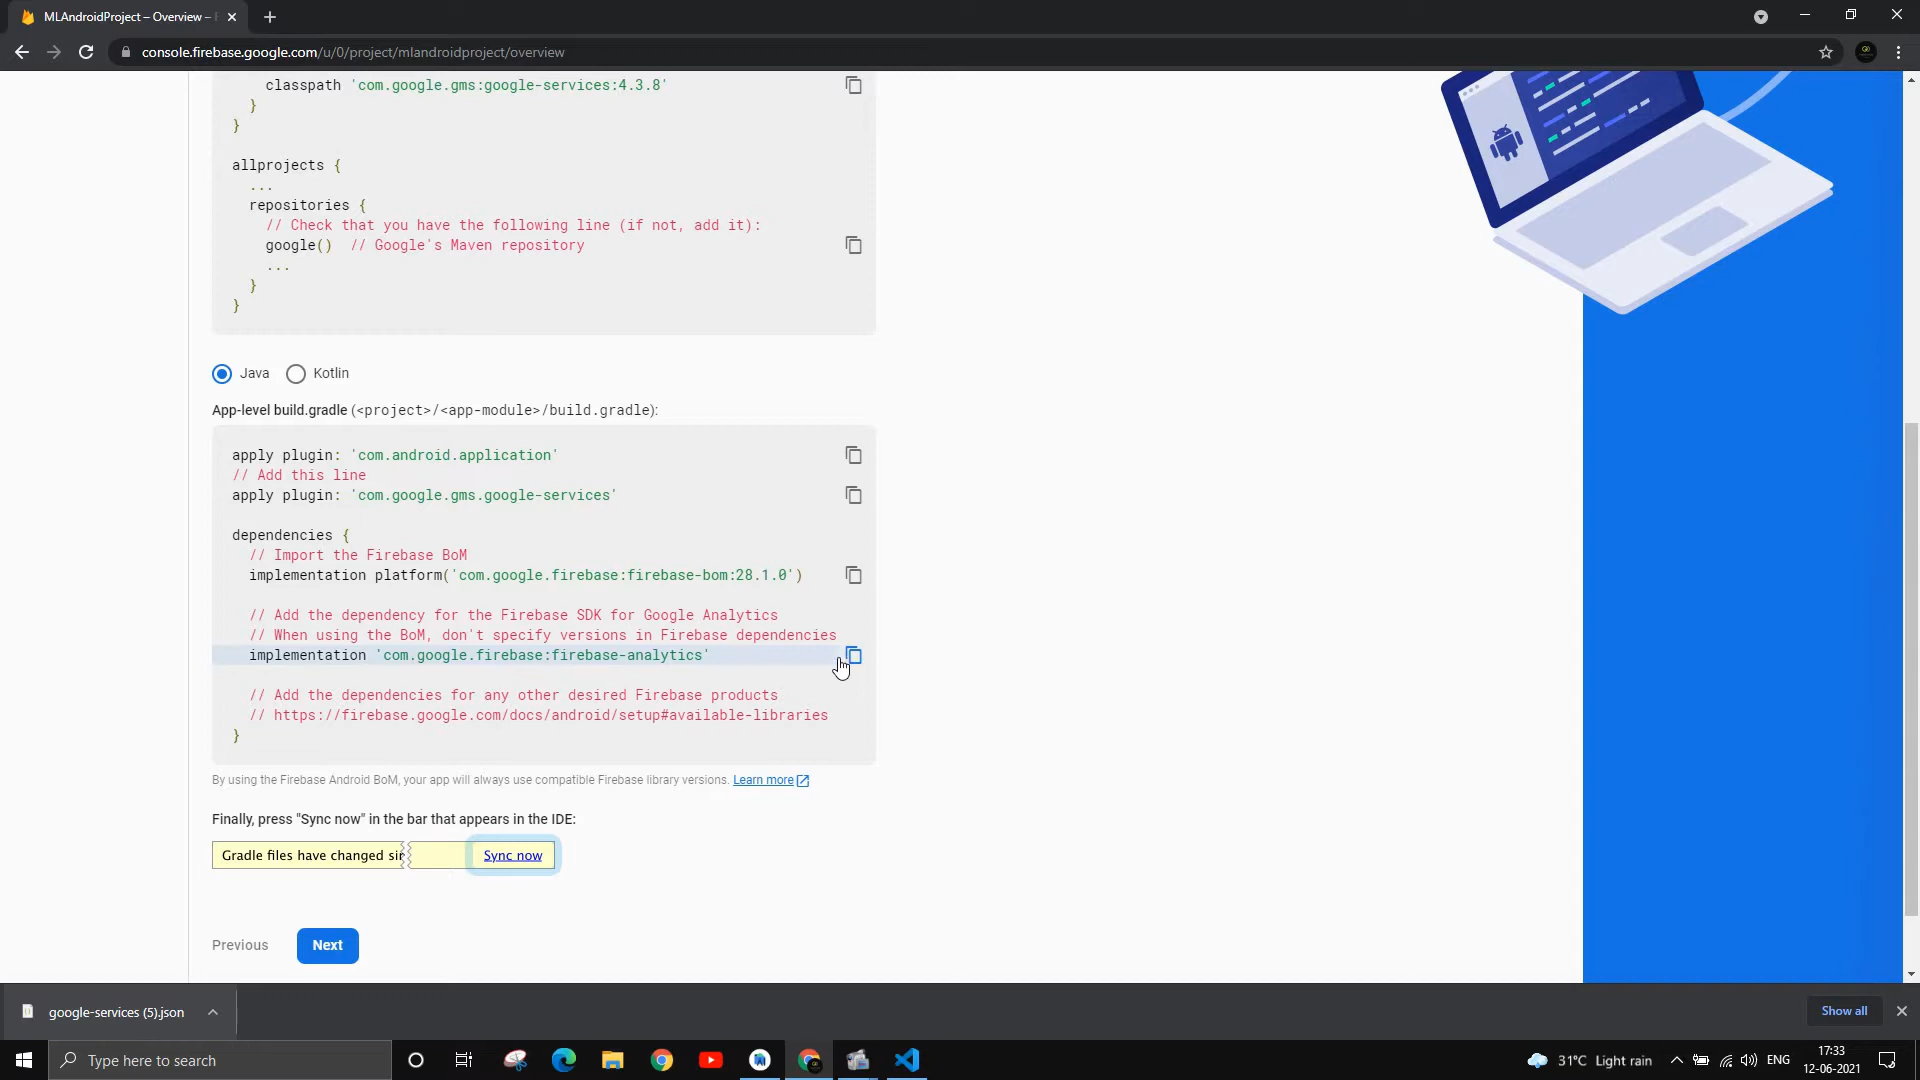 MLAndroidProject – Overview –
console.firebase.google.com/u/0/project/mlandroidproject/overview
classpath 'com.google.gms:google-services:4.3.8'
}
}
allprojects {
...
repositories {
// Check that you have the following line (if not, add it):
google()  // Google's Maven repository
...
}
}
Java Kotlin
App-level build.gradle (<project>/<app-module>/build.gradle):
apply plugin: 'com.android.application'
// Add this line
apply plugin: 'com.google.gms.google-services'
dependencies {
// Import the Firebase BoM
implementation platform('com.google.firebase:firebase-bom:28.1.0')
// Add the dependency for the Firebase SDK for Google Analytics
// When using the BoM, don't specify versions in Firebase dependencies
implementation 'com.google.firebase:firebase-analytics'
// Add the dependencies for any other desired Firebase products
// https://firebase.google.com/docs/android/setup#available-libraries
}
By using the Firebase Android BoM, your app will always use compatible Firebase library versions. Learn more
Finally, press "Sync now" in the bar that appears in the IDE:
Gradle files have changed sin Sync now
Previous Next
google-services (5).json Show all
Type here to search 31°C Light rain ENG 17:33
12-06-2021